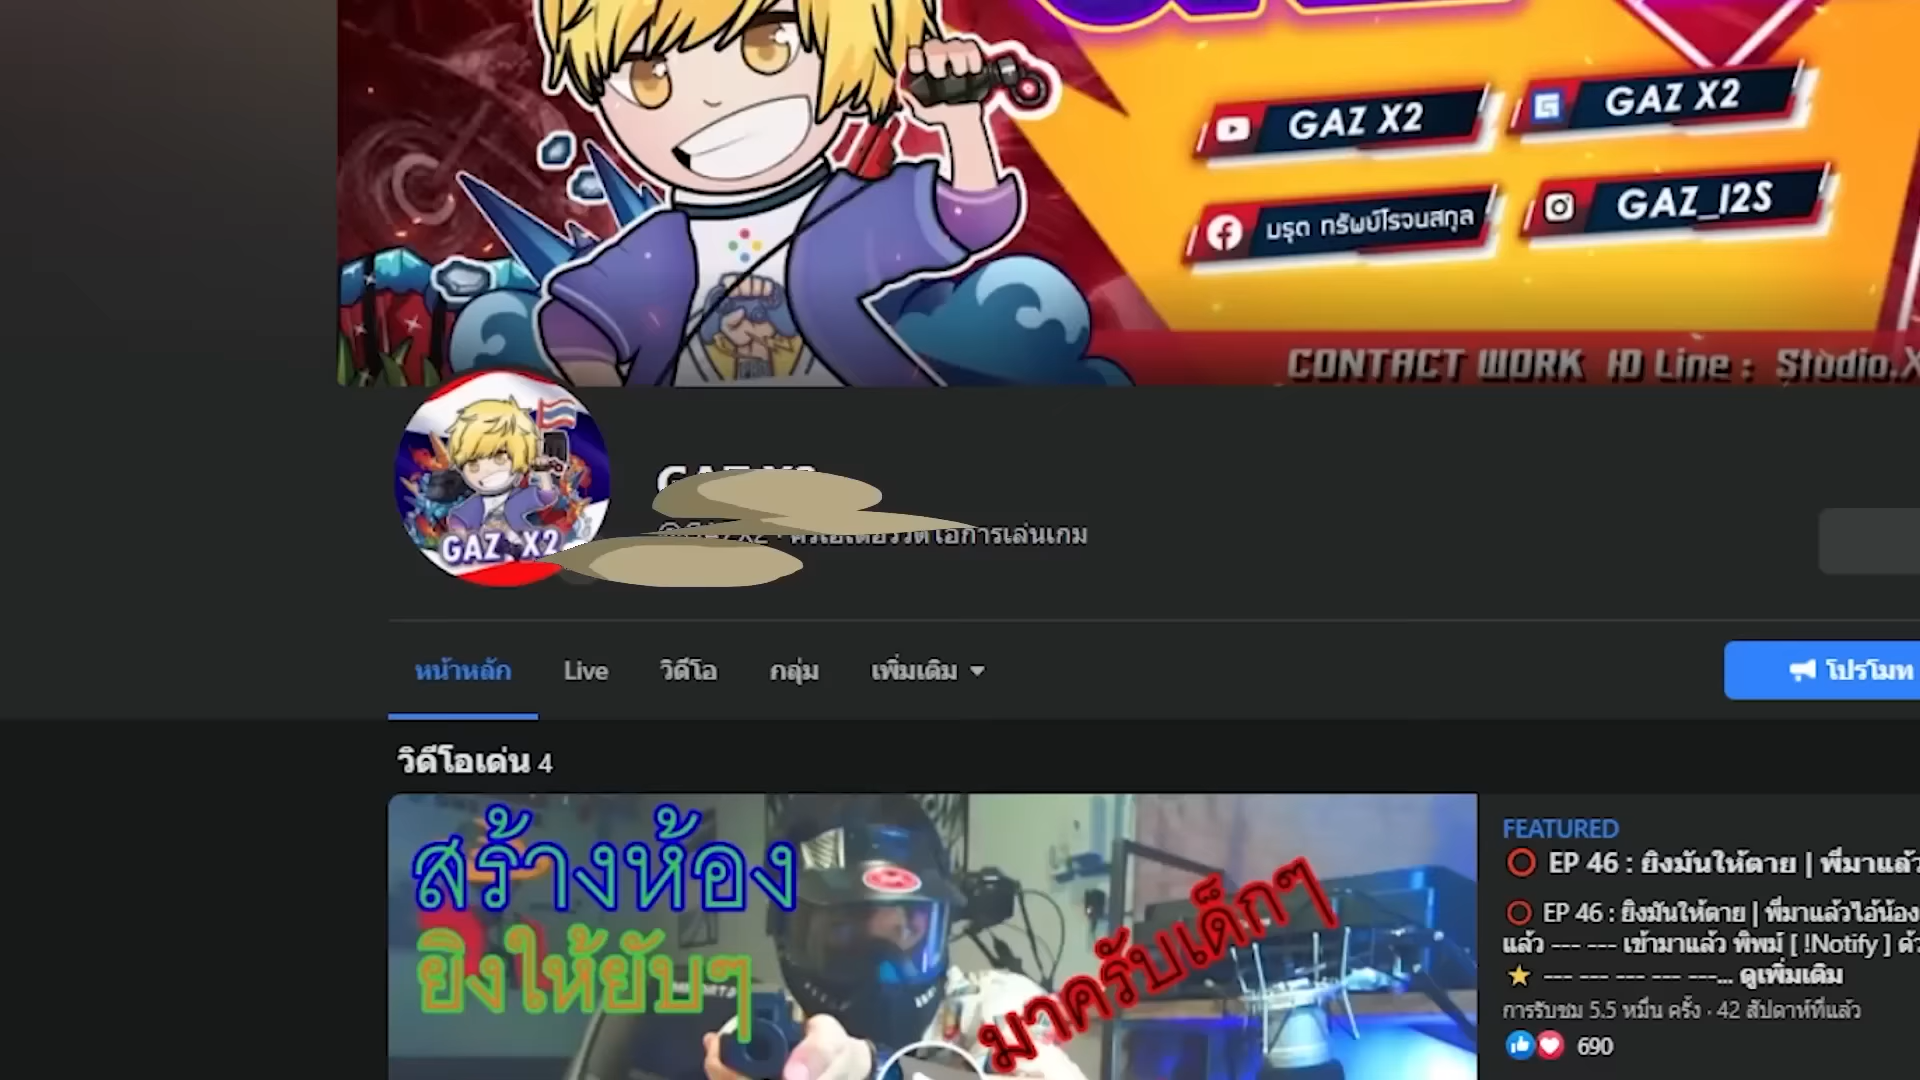 GAZ X2
GAZ X2
มรุต ทรัพย์ไรจนสกุล
GAZ_I2S
CONTACT WORK ID Line : Studio.X
GAZ X2
GAZ X2
หน้าหลัก
Live
วิดีโอ
กลุ่ม
เพิ่มเติม
โปรโมท
วิดีโอเด่น 4
สร้างห้อง
ยิงให้ยับๆ
มาครับเด็กๆ
FEATURED
EP 46 : ยิงมันให้ตาย | พี่มาแล้ว
EP 46 : ยิงมันให้ตาย | พี่มาแล้วไอ้น้อง
แล้ว --- --- เข้ามาแล้ว พิพม์ [ !Notify ]
--- --- --- --- ---... ดูเพิ่มเติม
การรับชม 5.5 หมื่น ครั้ง · 42 สัปดาห์ที่แล้ว
690